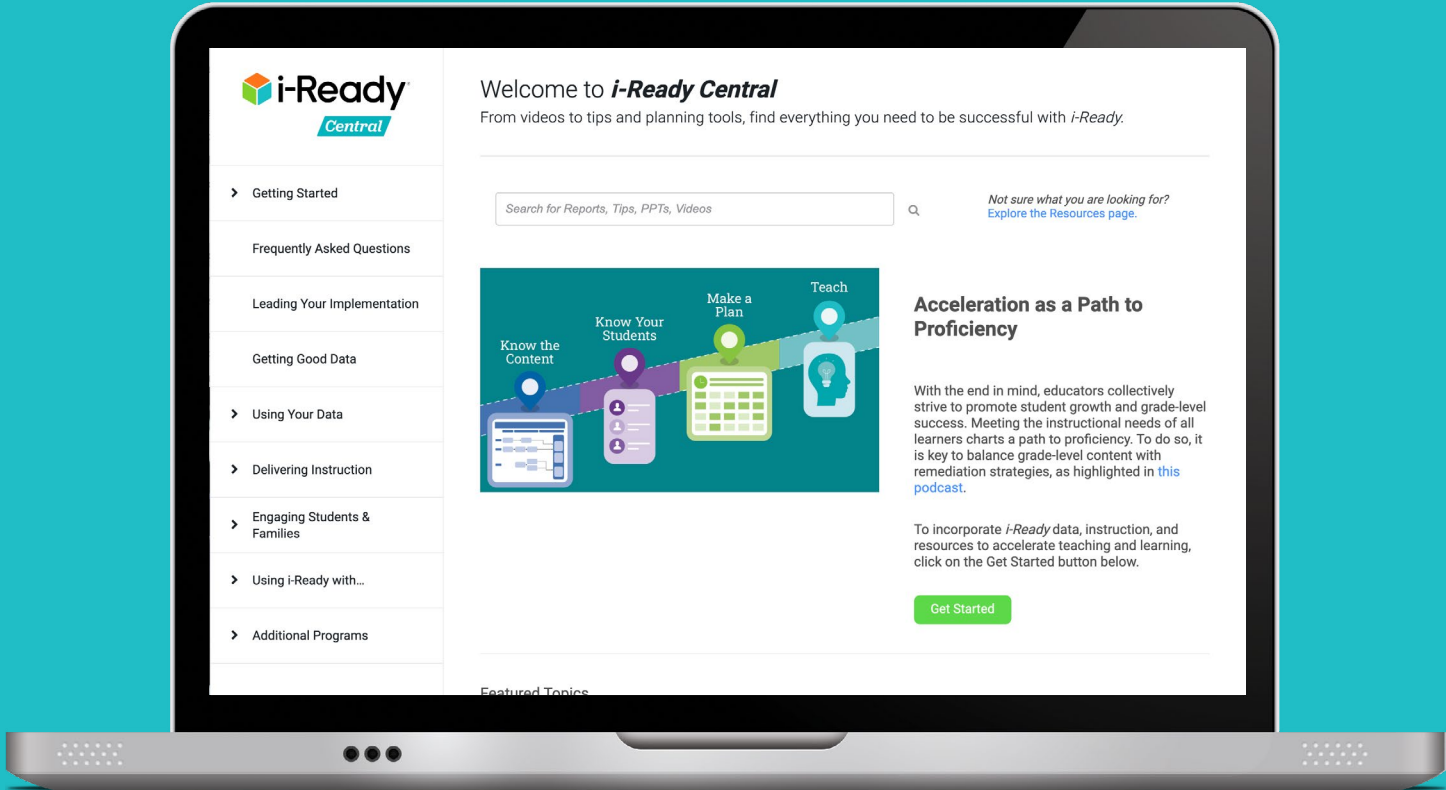 i-Ready
Central
Getting Started
Frequently Asked Questions
Leading Your Implementation
Getting Good Data
Using Your Data
Delivering Instruction
Engaging Students &
Families
Using i-Ready with...
Additional Programs
Welcome to i-Ready Central
From videos to tips and planning tools, find everything you need to be successful with i-Ready.
Search for Reports, Tips, PPTs, Videos
Not sure what you are looking for?
Explore the Resources page.
Know the
Content
Know Your
Students
Make a
Plan
Teach
Acceleration as a Path to
Proficiency
With the end in mind, educators collectively
strive to promote student growth and grade-level
success. Meeting the instructional needs of all
learners charts a path to proficiency. To do so, it
is key to balance grade-level content with
remediation strategies, as highlighted in this
podcast.
To incorporate i-Ready data, instruction, and
resources to accelerate teaching and learning,
click on the Get Started button below.
Get Started
Featured Topics